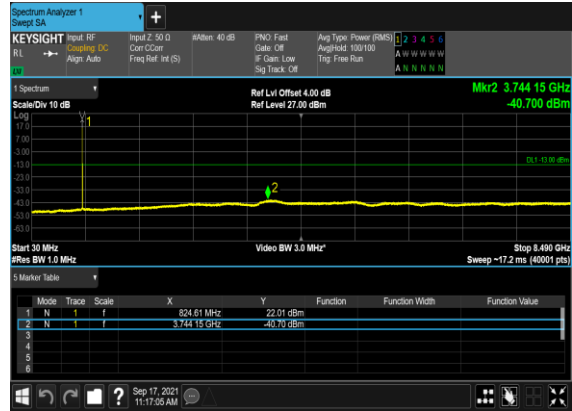 Spectrum Analyzer 1
Swept SA
+
KEYSIGHT Input: RF Input Z: 50 Ω #Atten: 40 dB PNO: Fast Avg Type: Power (RMS) 1 2 3 4 5 6
RL Coupling: DC Corr CCorr Gate: Off Avg|Hold: 100/100 A W W W W W
Align: Auto Freq Ref: Int (S) IF Gain: Low Trig: Free Run
Sig Track: Off A N N N N N
1 Spectrum Ref Lvl Offset 4.00 dB Mkr2 3.744 15 GHz
Scale/Div 10 dB Ref Level 27.00 dBm -40.700 dBm
Log
17.0
1
7.00
-3.00
-13.0
DL1 -13.00 dBm
-23.0
-33.0
2
-43.0
-53.0
-63.0
Start 30 MHz Video BW 3.0 MHz* Stop 8.490 GHz
#Res BW 1.0 MHz Sweep ~17.2 ms (40001 pts)
5 Marker Table
Mode Trace Scale X Y Function Function Width Function Value
1 N 1 f 824.61 MHz 22.01 dBm
2 N 1 f 3.744 15 GHz -40.70 dBm
3
4
5
6
? Sep 17, 2021
11:17:05 AM